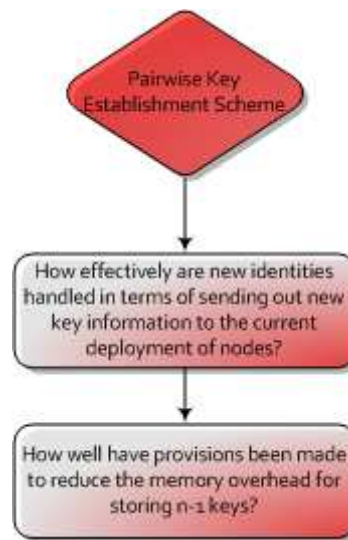 Pairwise Key
Establishment Scheme
How effectively are new identities
handled in terms of sending out new
key information to the current
deployment of nodes?
How well have provisions been made
to reduce the memory overhead for
storing n-1 keys?